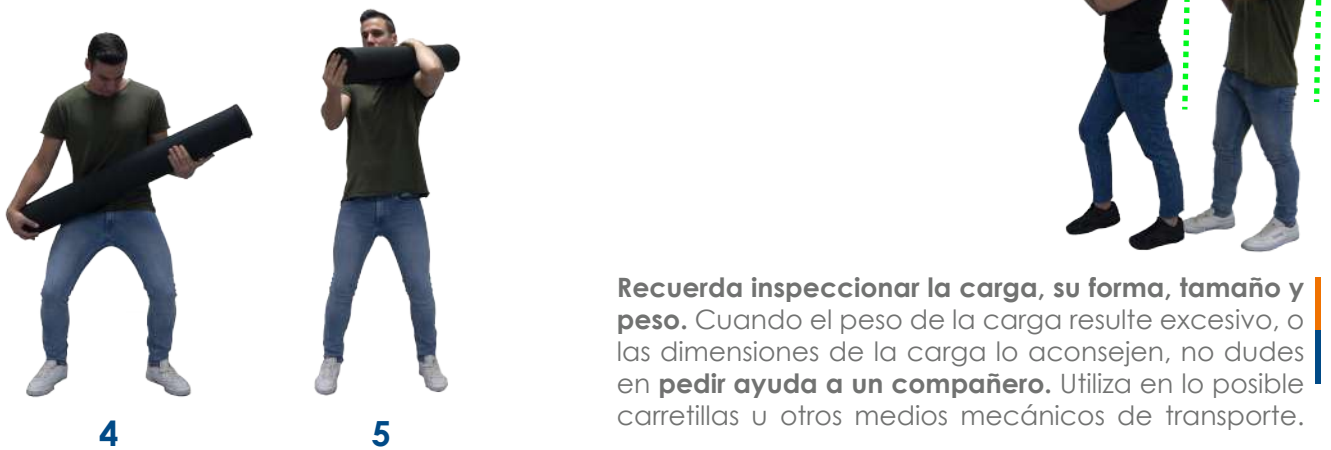 4
5
Recuerda inspeccionar la carga, su forma, tamaño y
peso. Cuando el peso de la carga resulte excesivo, o
las dimensiones de la carga lo aconsejen, no dudes
en pedir ayuda a un compañero. Utiliza en lo posible
carretillas u otros medios mecánicos de transporte.